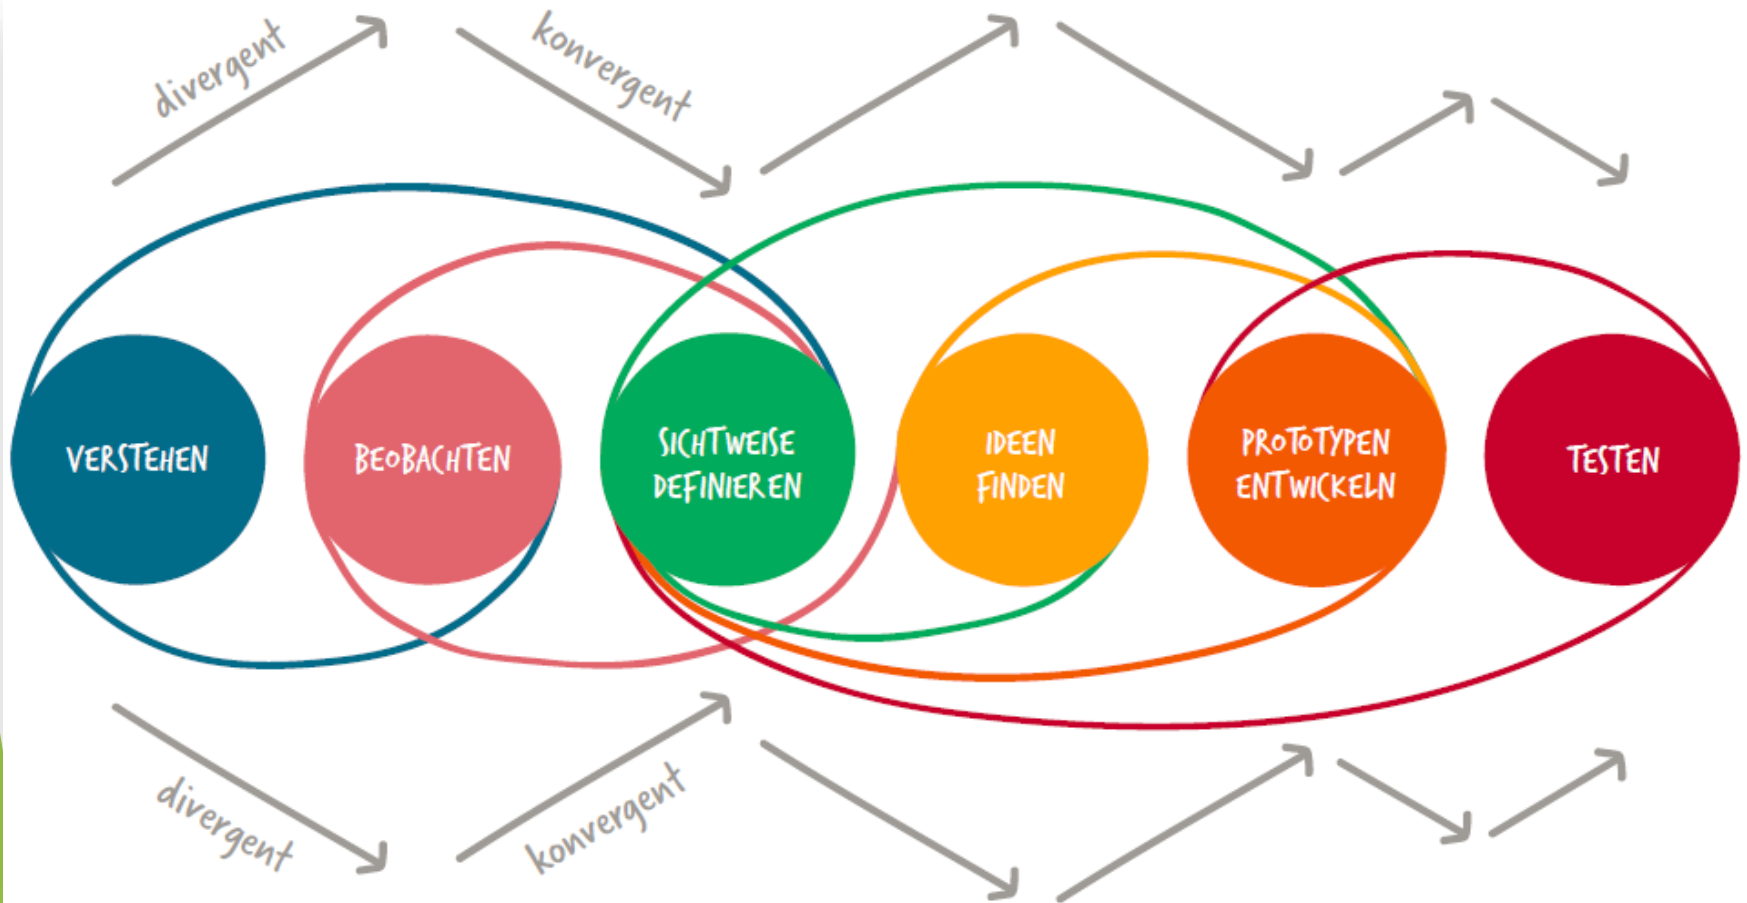 divergent
konvergent
VERSTEHEN
BEOBACHTEN
SICHTWEISE
DEFINIEREN
IDEEN
FINDEN
PROTOTYPEN
ENTWICKELN
TESTEN
divergent
konvergent